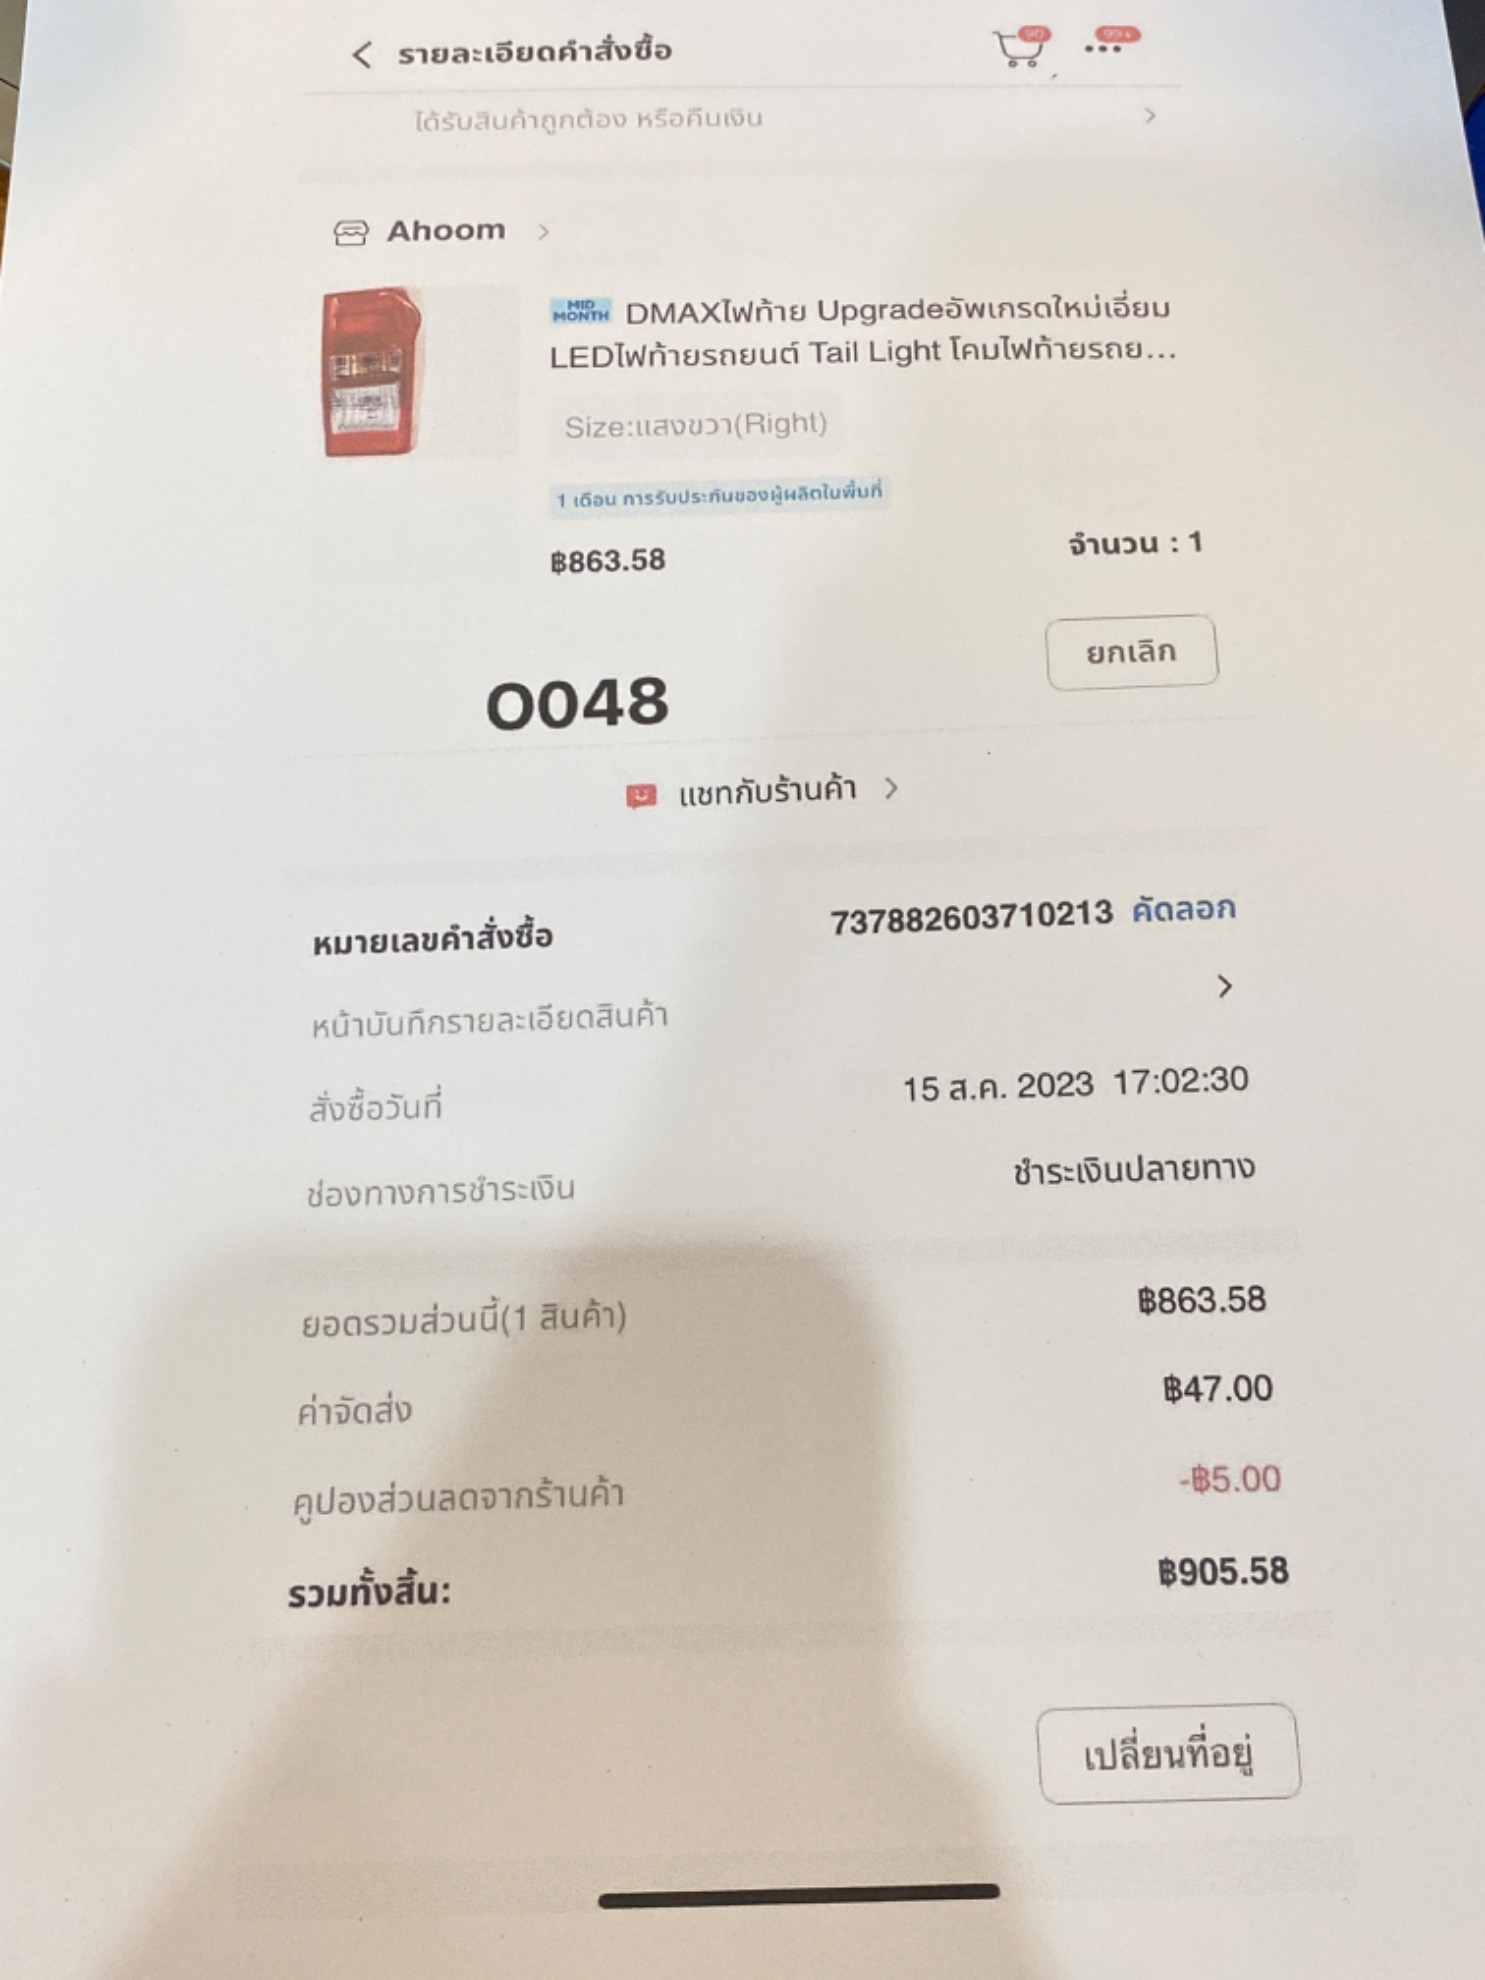 รายละเอียดคำสั่งซื้อ
90
99+
ได้รับสินค้าถูกต้อง หรือคืนเงิน
Ahoom
MID MONTH DMAXไฟท้าย Upgradeอัพเกรดใหม่เอี่ยม
LEDไฟท้ายรถยนต์ Tail Light โคมไฟท้ายรถย...
Size:แสงขวา(Right)
1 เดือน การรับประกันของผู้ผลิตในพื้นที่
฿863.58
จำนวน : 1
ยกเลิก
O048
แชทกับร้านค้า
หมายเลขคำสั่งซื้อ 737882603710213 คัดลอก
หน้าบันทึกรายละเอียดสินค้า
สั่งซื้อวันที่ 15 ส.ค. 2023 17:02:30
ช่องทางการชำระเงิน ชำระเงินปลายทาง
ยอดรวมส่วนนี้(1 สินค้า) ฿863.58
ค่าจัดส่ง ฿47.00
คูปองส่วนลดจากร้านค้า -฿5.00
รวมทั้งสิ้น: ฿905.58
เปลี่ยนที่อยู่